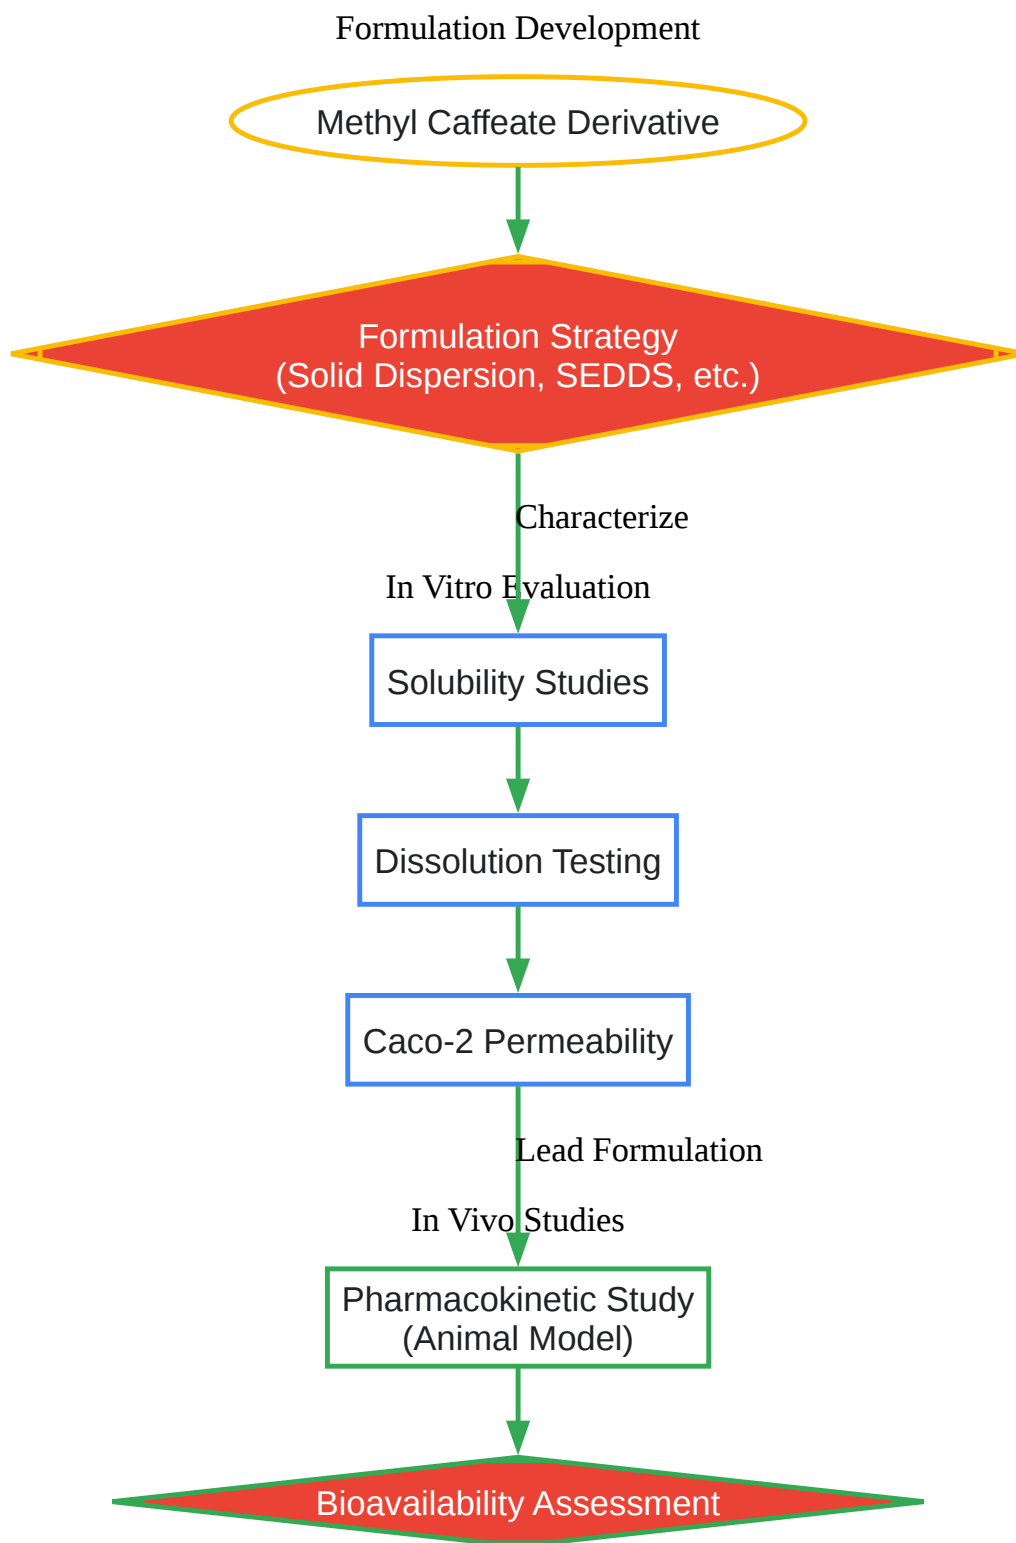 Formulation Development
Methyl Caffeate Derivative
Formulation Strategy
(Solid Dispersion, SEDDS, etc.)
Characterize
In Vitro Evaluation
Solubility Studies
Dissolution Testing
Caco-2 Permeability
Lead Formulation
In Vivo Studies
Pharmacokinetic Study
(Animal Model)
Bioavailability Assessment